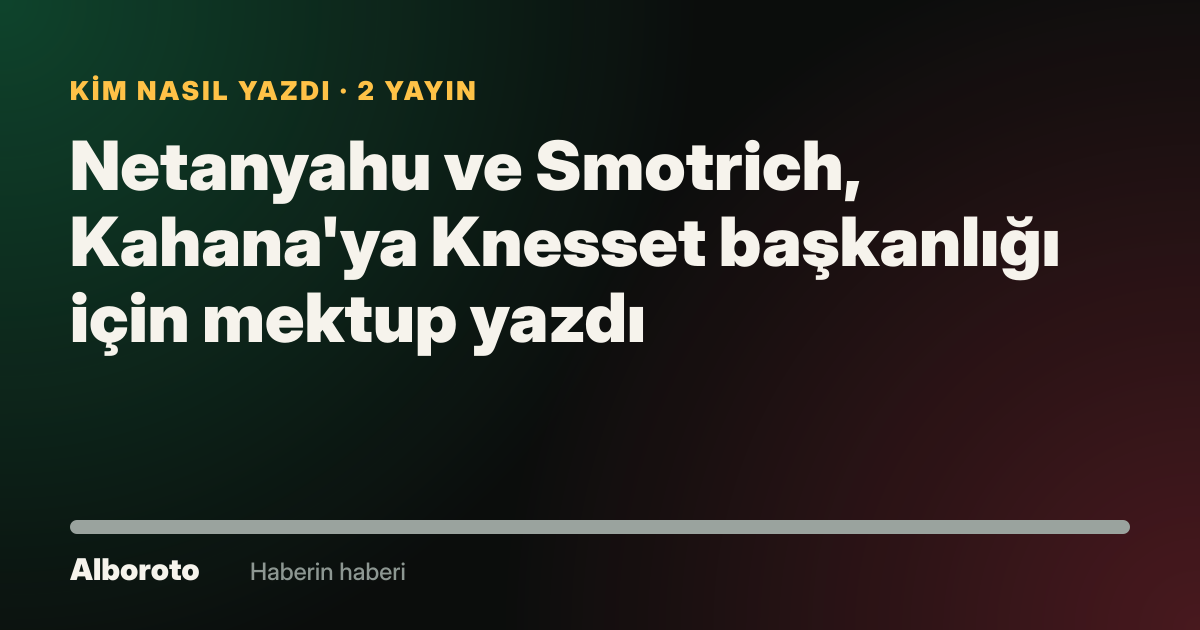 KİM NASIL YAZDI · 2 YAYIN
Netanyahu ve Smotrich,
Kahana'ya Knesset başkanlığı
için mektup yazdı
Alboroto Haberin haberi